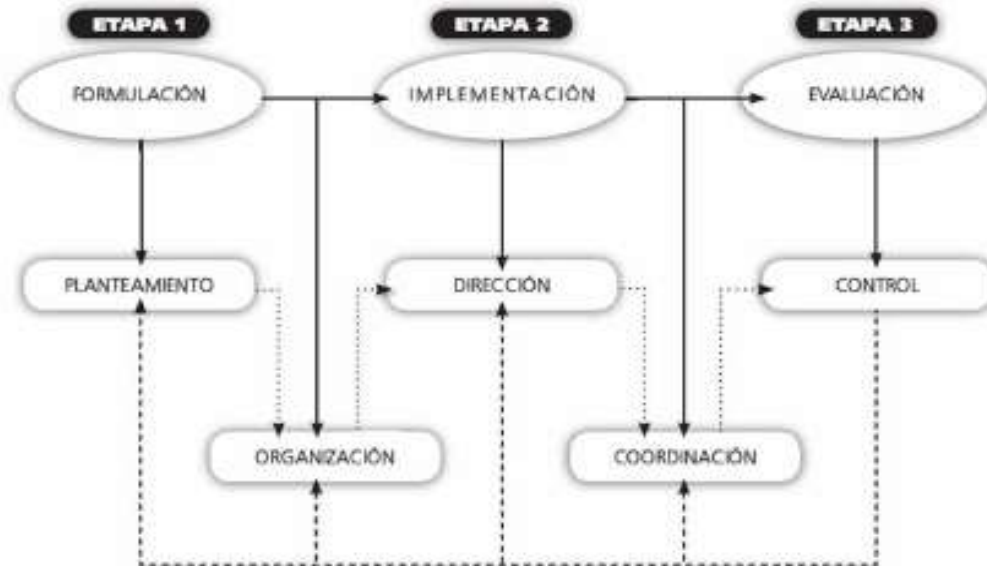 ETAPA 1
ETAPA 2
ETAPA 3
FORMULACIÓN
IMPLEMENTACIÓN
EVALUACIÓN
PLANTEAMIENTO
DIRECCIÓN
CONTROL
ORGANIZACIÓN
COORDINACIÓN